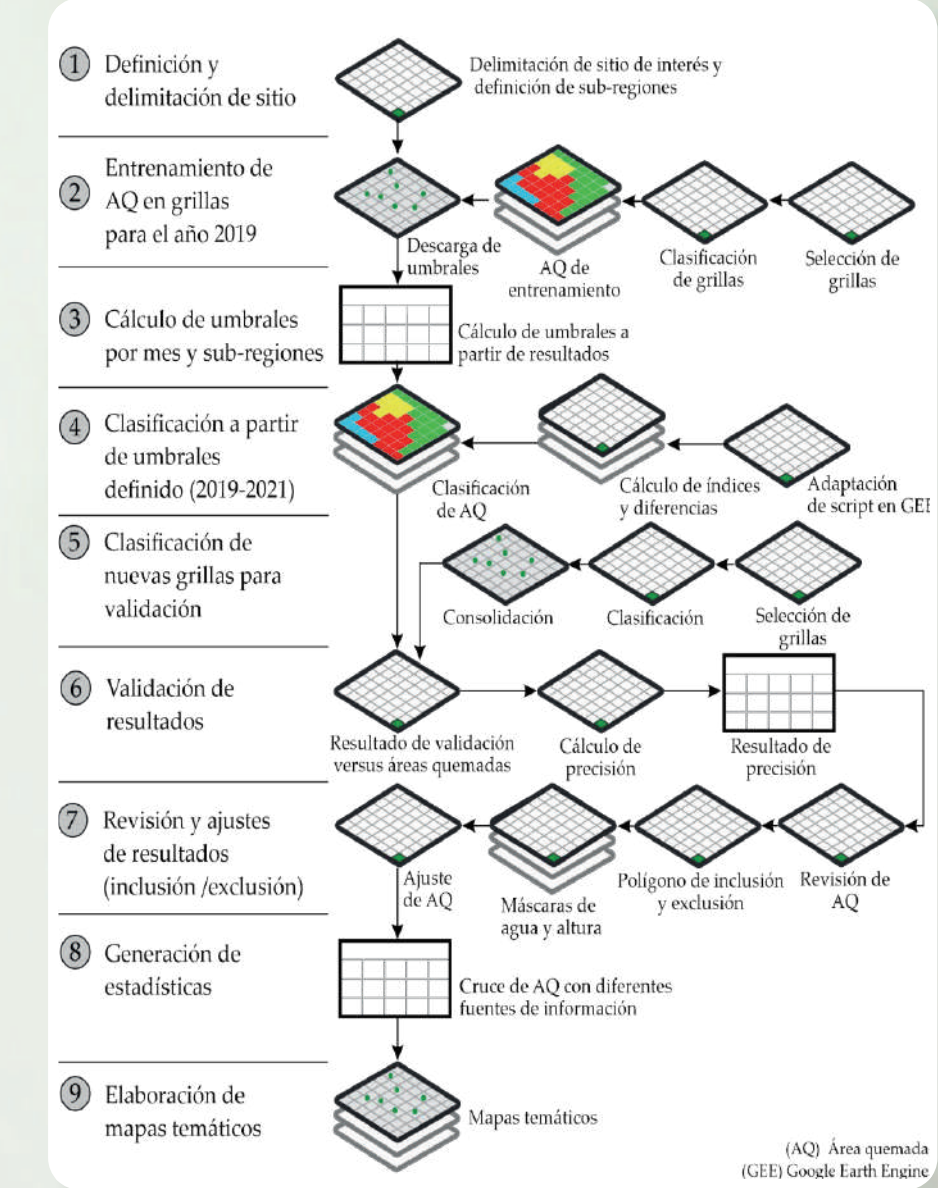 1 Definición y
delimitación de sitio
Delimitación de sitio de interés y
definición de sub-regiones
2 Entrenamiento de
AQ en grillas
para el año 2019
Descarga de
umbrales
AQ de
entrenamiento
Clasificación
de grillas
Selección de
grillas
3 Cálculo de umbrales
por mes y sub-regiones
Cálculo de umbrales a
partir de resultados
4 Clasificación a partir
de umbrales
definido (2019-2021)
Clasificación
de AQ
Cálculo de índices
y diferencias
Adaptación
de script en GEE
5 Clasificación de
nuevas grillas para
validación
Consolidación
Clasificación
Selección de
grillas
6 Validación de
resultados
Resultado de validación
versus áreas quemadas
Cálculo de
precisión
Resultado de
precisión
7 Revisión y ajustes
de resultados
(inclusión /exclusión)
Ajuste
de AQ
Máscaras de
agua y altura
Polígono de inclusión
y exclusión
Revisión de
AQ
8 Generación de
estadísticas
Cruce de AQ con diferentes
fuentes de información
9 Elaboración de
mapas temáticos
Mapas temáticos
(AQ) Área quemada
(GEE) Google Earth Engine